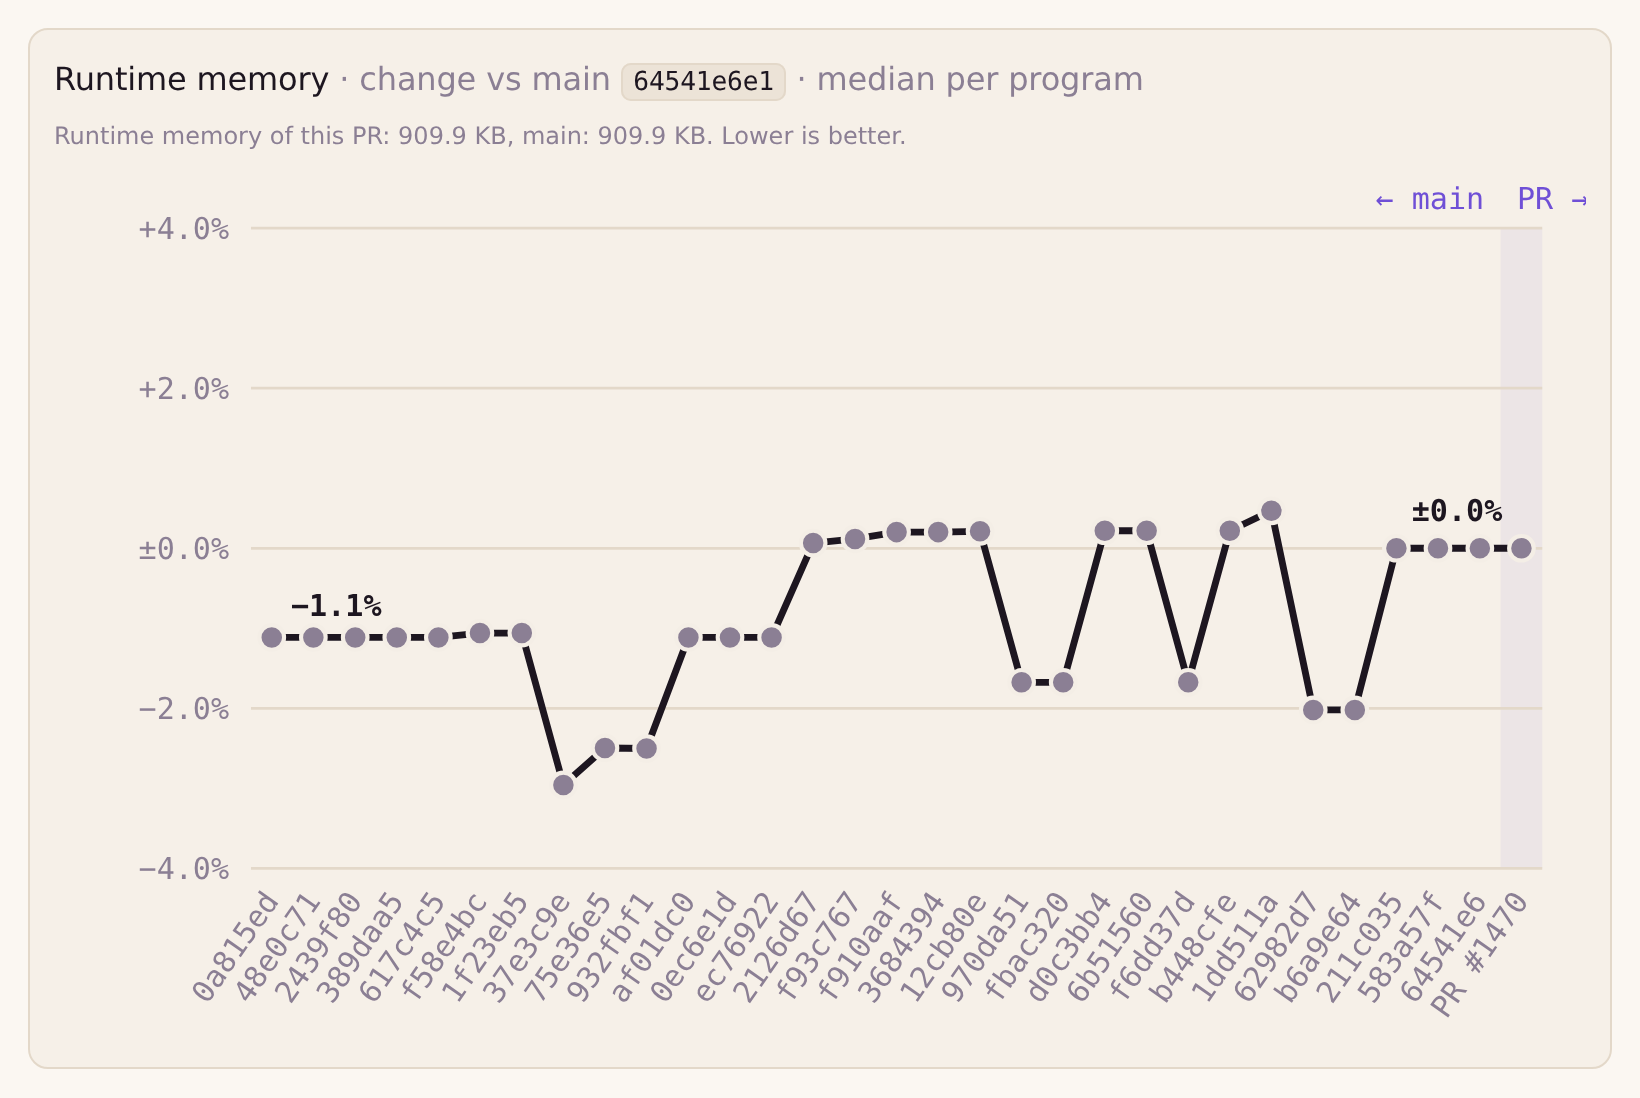 Runtime memory · change vs main 64541e6e1 · median per program
Runtime memory of this PR: 909.9 KB, main: 909.9 KB. Lower is better.
← main PR →
+4.0%
+2.0%
±0.0%
−2.0%
−4.0%
−1.1%
±0.0%
0a815ed
48e0c71
2439f80
389daa5
617c4c5
f58e4bc
1f23eb5
37e3c9e
75e36e5
932fbf1
af01dc0
0ec6e1d
ec76922
2126d67
f93c767
f910aaf
3684394
12cb80e
970da51
fbac320
d0c3bb4
6b51560
f6dd37d
b448cfe
1dd511a
62982d7
b6a9e64
211c035
583a57f
64541e6
PR #1470